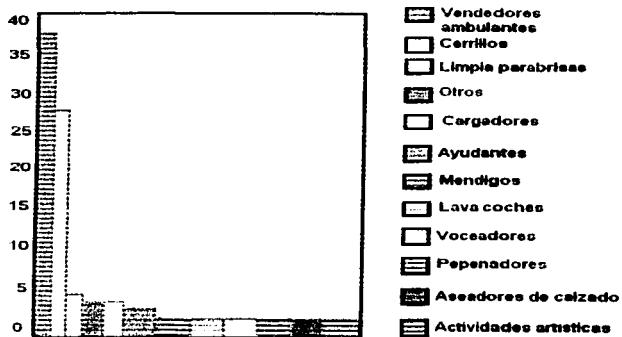 40
35
30
25
20
15
10
5
0
Vendedores
ambulantes
Cerrillos
Limpia parabrisas
Otros
Cargadores
Ayudantes
Mendigos
Lava coches
Voceadores
Pepenadores
Aseadores de calzado
Actividades artísticas